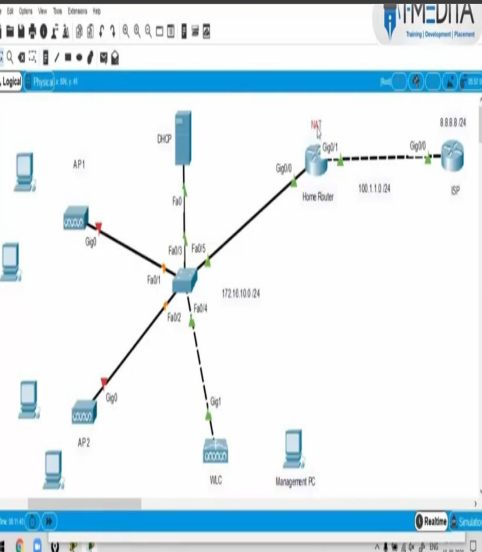 I-MEDITA
Training | Development | Placement
Edit Options View Tools Extensions Help
Logical
Physical
[Root]
NAT
8.8.8.8 /24
DHCP
Gig0/1
Gig0/0
AP1
Gig0/0
100.1.1.0 /24
ISP
Home Router
Fa0
Gig0
Fa0/3 Fa0/5
Fa0/1
172.16.10.0 /24
Fa0/2
Fa0/4
Gig0
Gig1
AP2
WLC
Management PC
Realtime
Simulation
ENG